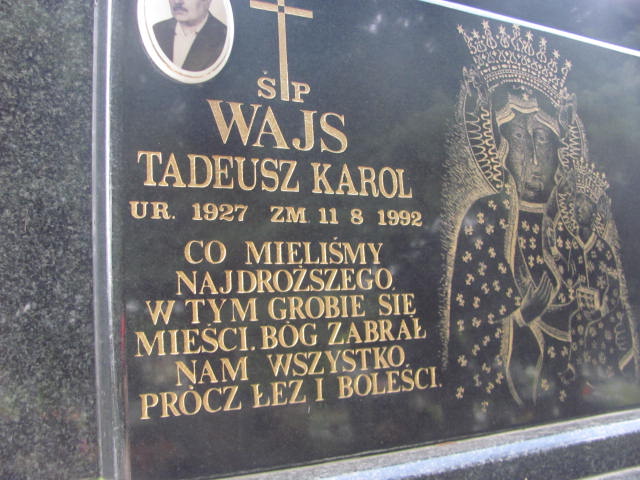 Ś P
WAJS
TADEUSZ KAROL
UR. 1927 ZM 11 8 1992
CO MIELIŚMY
NAJDROŻSZEGO.
W TYM GROBIE SIĘ
MIEŚCI. BÓG ZABRAŁ
NAM WSZYSTKO.
PRÓCZ ŁEZ I BOLEŚCI.